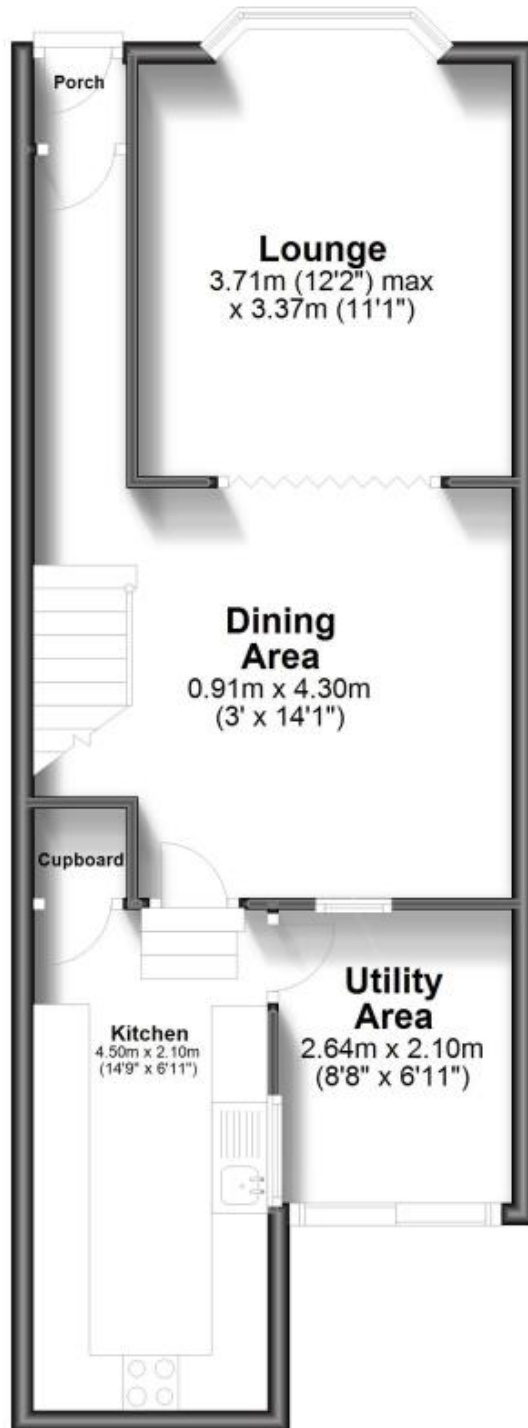 Porch
Lounge
3.71m (12'2") max
x 3.37m (11'1")
Dining
Area
0.91m x 4.30m
(3' x 14'1")
Cupboard
Kitchen
4.50m x 2.10m
(14'9" x 6'11")
Utility
Area
2.64m x 2.10m
(8'8" x 6'11")